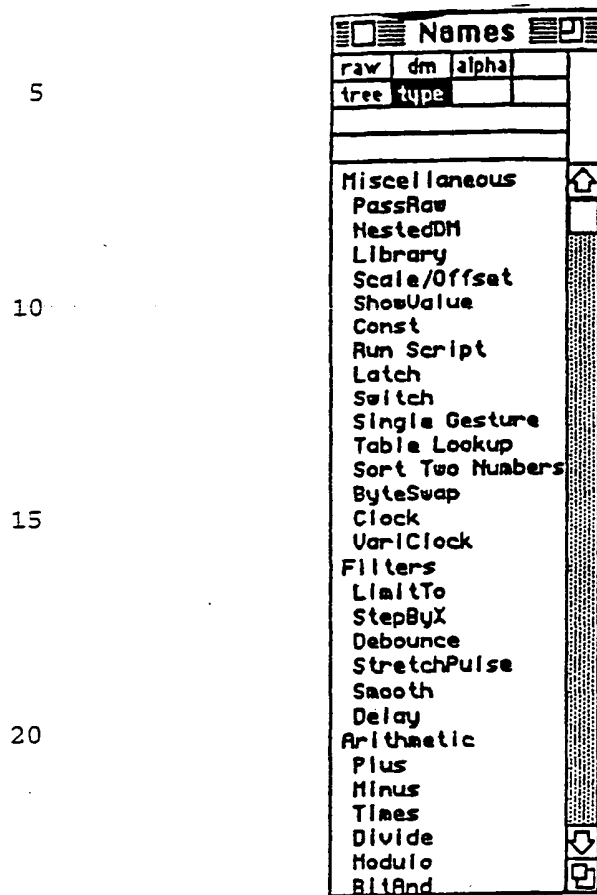 Names
raw dm alpha
tree type
5
Miscellaneous
PassRaw
NestedDM
Library
Scale/Offset
10
ShowValue
Const
Run Script
Latch
Switch
Single Gesture
Table Lookup
Sort Two Numbers
ByteSwap
15
Clock
VariClock
Filters
LimitTo
StepByX
Debounce
StretchPulse
Smooth
Delay
20
Arithmetic
Plus
Minus
Times
Divide
Modulo
BitAnd